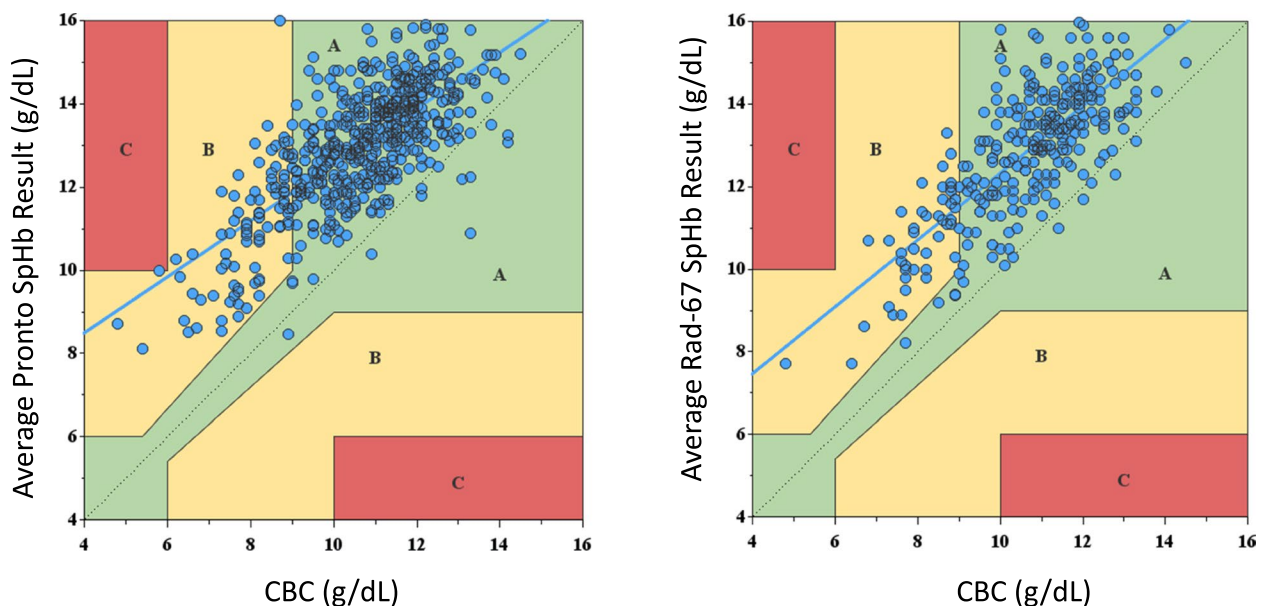 Average Pronto SpHb Result (g/dL)
16
14
12
10
8
6
4
A
C
B
A
B
C
4 6 8 10 12 14 16
CBC (g/dL)
Average Rad-67 SpHb Result (g/dL)
16
14
12
10
8
6
4
A
C
B
A
B
C
4 6 8 10 12 14 16
CBC (g/dL)